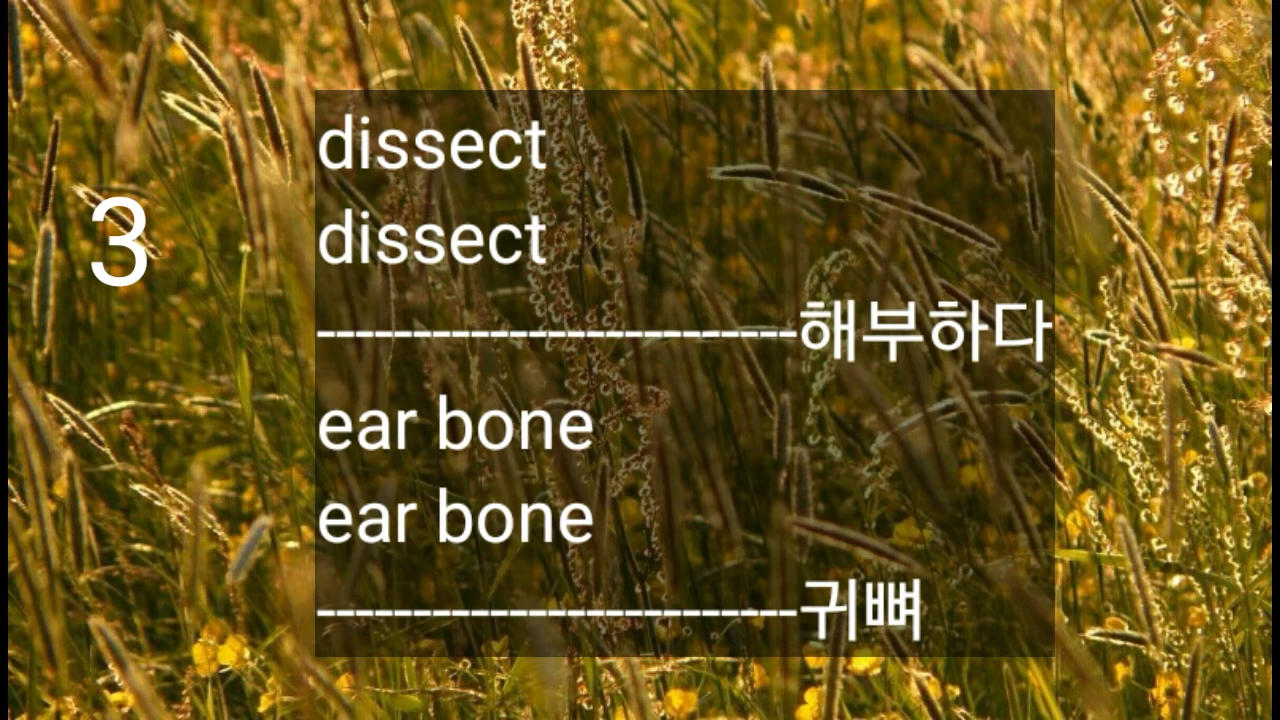 3
dissect
dissect
-------------------------해부하다
ear bone
ear bone
-------------------------귀뼈